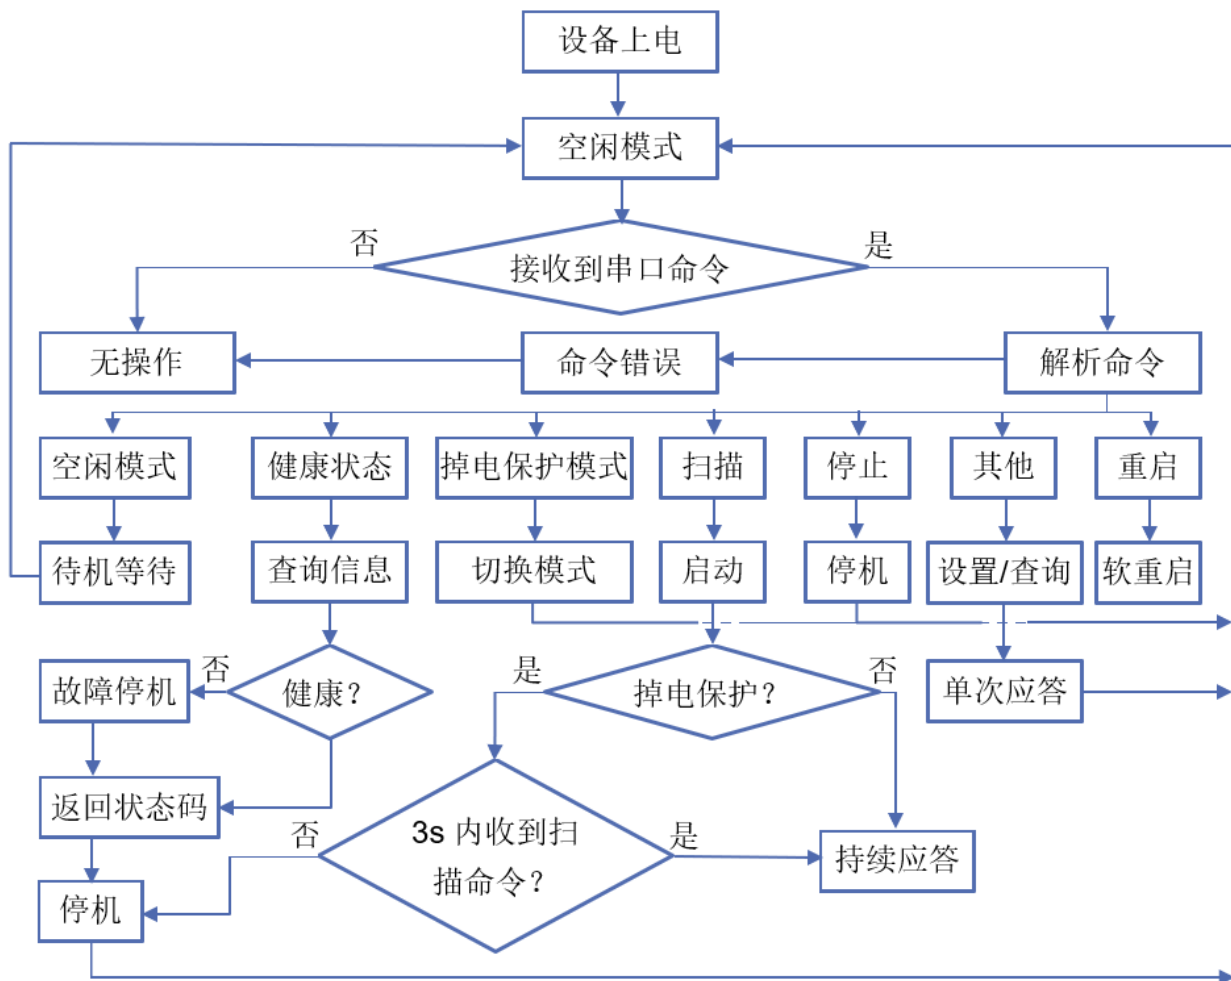 设备上电
空闲模式
否
是
接收到串口命令
无操作
命令错误
解析命令
空闲模式
健康状态
掉电保护模式
扫描
停止
其他
重启
待机等待
查询信息
切换模式
启动
停机
设置/查询
软重启
否
是
否
故障停机
健康？
掉电保护？
单次应答
返回状态码
否
3s 内收到扫
描命令？
是
持续应答
停机